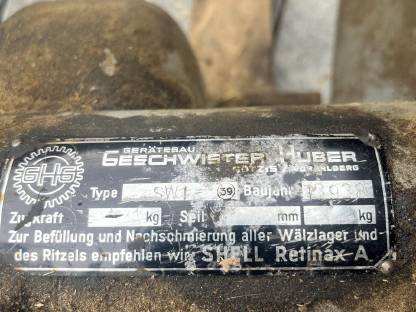 GHG
GERÄTEBAU
GESCHWISTER HUBER
GÖTZIS VORARLBERG
Type SW1 39 Baujahr
Zugkraft kg Seil mm kg
Zur Befüllung und Nachschmierung aller Wälzlager und
des Ritzels empfehlen wir SHELL Retinax-A